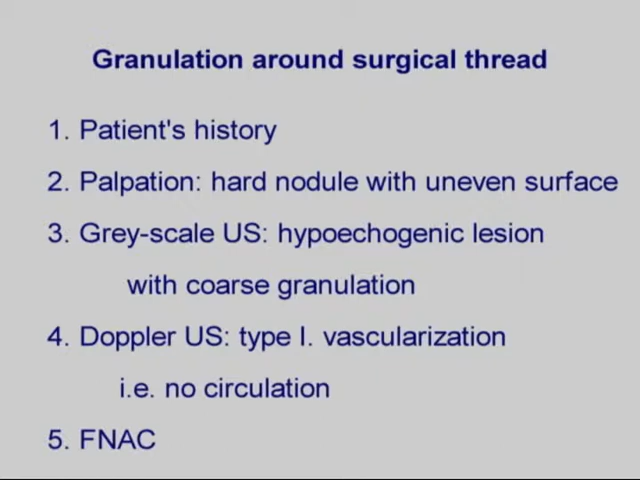 Granulation around surgical thread
1. Patient's history
2. Palpation: hard nodule with uneven surface
3. Grey-scale US: hypoechogenic lesion
with coarse granulation
4. Doppler US: type I. vascularization
i.e. no circulation
5. FNAC